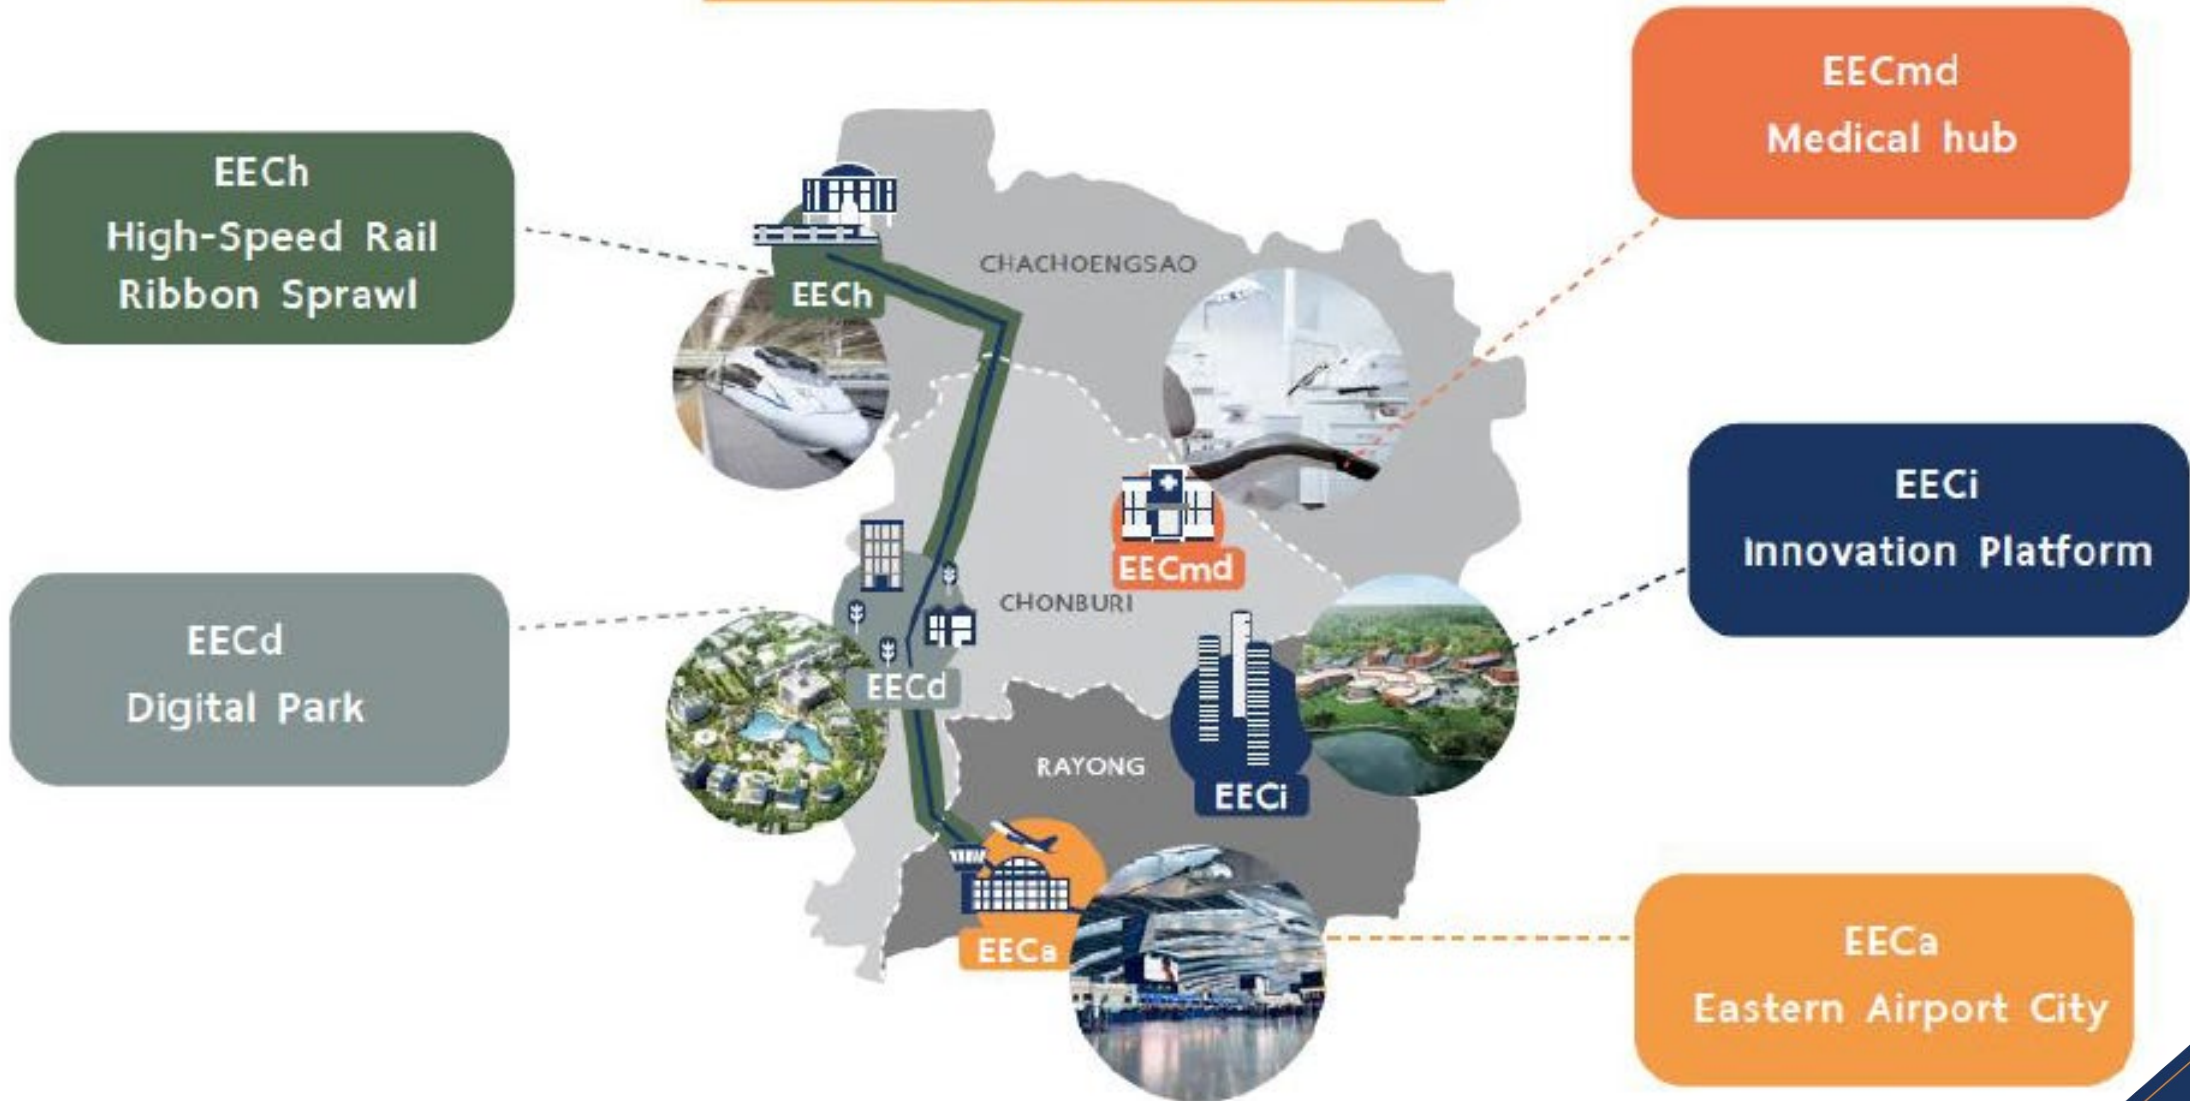 EECmd
Medical hub
EECh
High-Speed Rail
Ribbon Sprawl
CHACHOENGSAO
EECh
EECi
Innovation Platform
EECmd
CHONBURI
EECd
Digital Park
EECd
RAYONG
EECi
EECa
EECa
Eastern Airport City